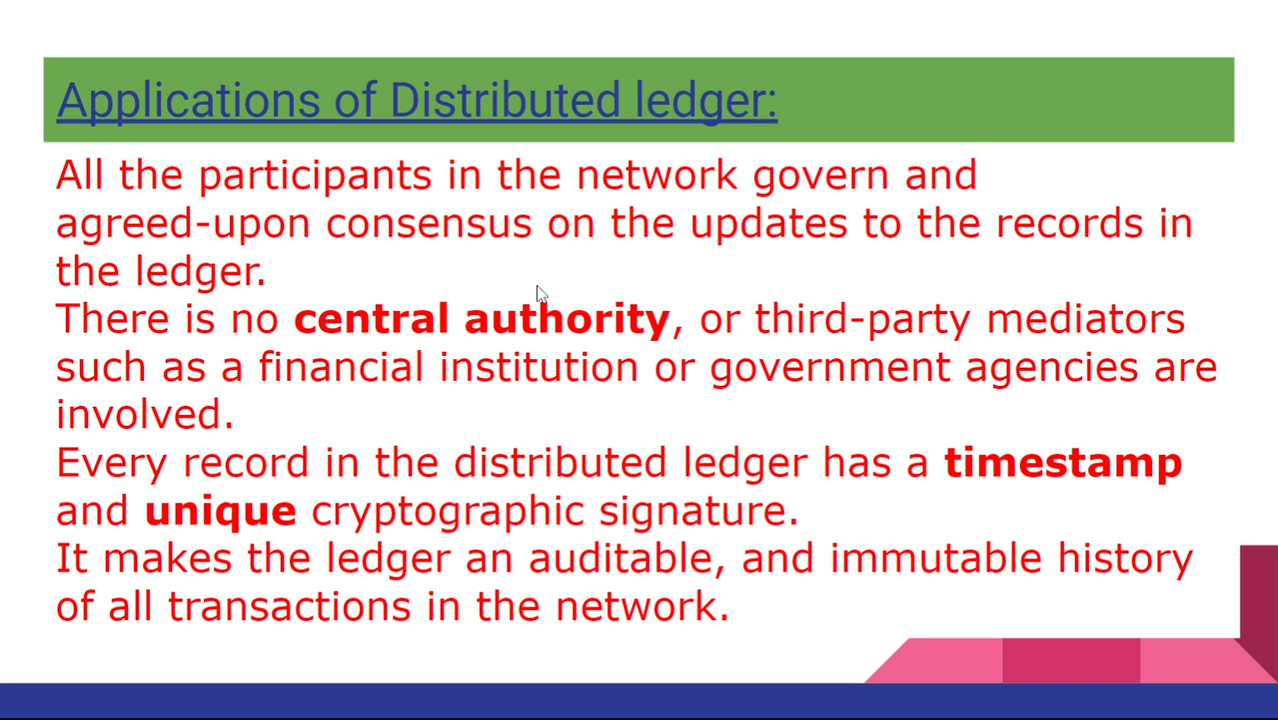 Applications of Distributed ledger:
All the participants in the network govern and
agreed-upon consensus on the updates to the records in
the ledger.
There is no central authority, or third-party mediators
such as a financial institution or government agencies are
involved.
Every record in the distributed ledger has a timestamp
and unique cryptographic signature.
It makes the ledger an auditable, and immutable history
of all transactions in the network.